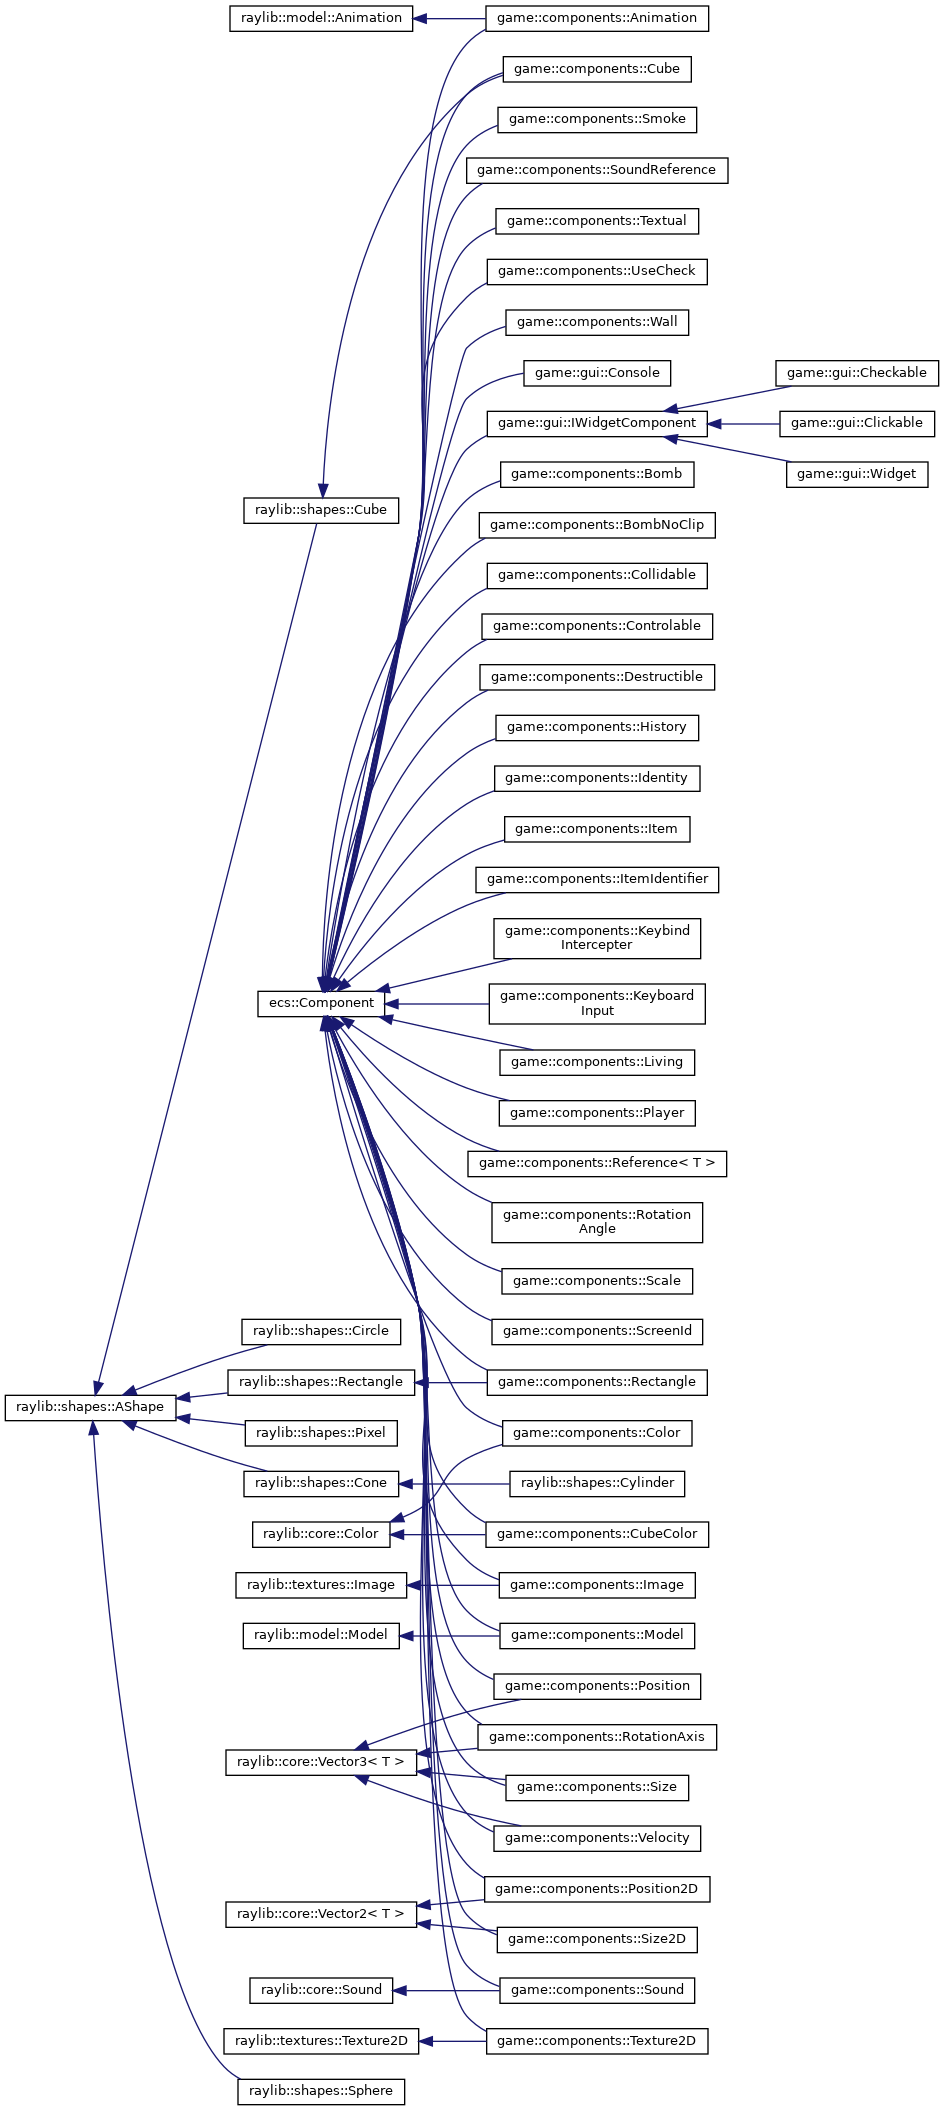 raylib::model::Animation
game::components::Animation
game::components::Cube
game::components::Smoke
game::components::SoundReference
game::components::Textual
game::components::UseCheck
game::components::Wall
game::gui::Console
game::gui::Checkable
game::gui::IWidgetComponent
game::gui::Clickable
game::gui::Widget
game::components::Bomb
raylib::shapes::Cube
game::components::BombNoClip
game::components::Collidable
game::components::Controlable
game::components::Destructible
game::components::History
game::components::Identity
game::components::Item
game::components::ItemIdentifier
game::components::Keybind
Intercepter
ecs::Component
game::components::Keyboard
Input
game::components::Living
game::components::Player
game::components::Reference< T >
game::components::Rotation
Angle
game::components::Scale
raylib::shapes::Circle
game::components::ScreenId
raylib::shapes::Rectangle
game::components::Rectangle
raylib::shapes::AShape
raylib::shapes::Pixel
game::components::Color
raylib::shapes::Cone
raylib::shapes::Cylinder
raylib::core::Color
game::components::CubeColor
raylib::textures::Image
game::components::Image
raylib::model::Model
game::components::Model
game::components::Position
game::components::RotationAxis
raylib::core::Vector3< T >
game::components::Size
game::components::Velocity
game::components::Position2D
raylib::core::Vector2< T >
game::components::Size2D
raylib::core::Sound
game::components::Sound
raylib::textures::Texture2D
game::components::Texture2D
raylib::shapes::Sphere